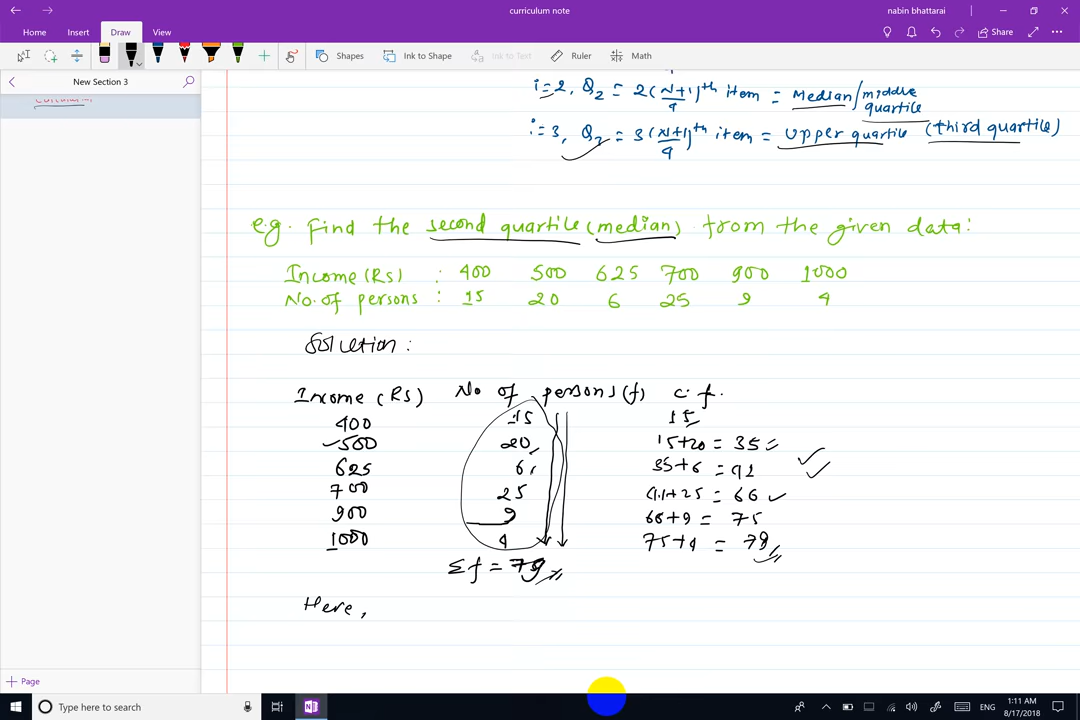 curriculum note
nabin bhattarai
Home Insert Draw View
Shapes Ink to Shape Ink to Text Ruler Math
Share
New Section 3
i=2, Q2 = 2(N+1/4)th item = Median/middle quartile
i=3, Q3 = 3(N+1/4)th item = Upper quartile (third quartile)
e.g. Find the second quartile (median) from the given data:
Income (Rs) : 400 500 625 700 900 1000
No. of persons : 15 20 6 25 9 4
Solution:
Income (Rs) No of persons (f) c.f.
400 15 15
500 20 15+20 = 35
625 6 35+6 = 41
700 25 41+25 = 66
900 9 66+9 = 75
1000 4 75+4 = 79
Σf = 79
Here,
+ Page
Type here to search
ENG
1:11 AM
8/17/2018